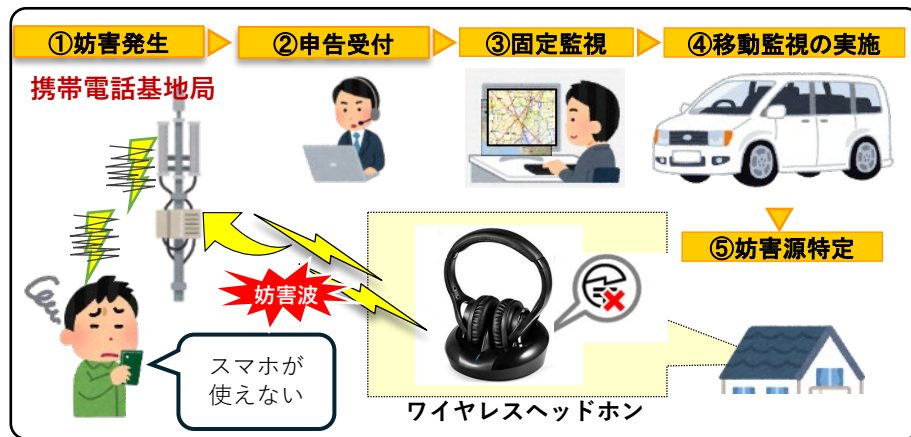 ①妨害発生
②申告受付
③固定監視
④移動監視の実施
携帯電話基地局
⑤妨害源特定
妨害波
スマホが
使えない
ワイヤレスヘッドホン